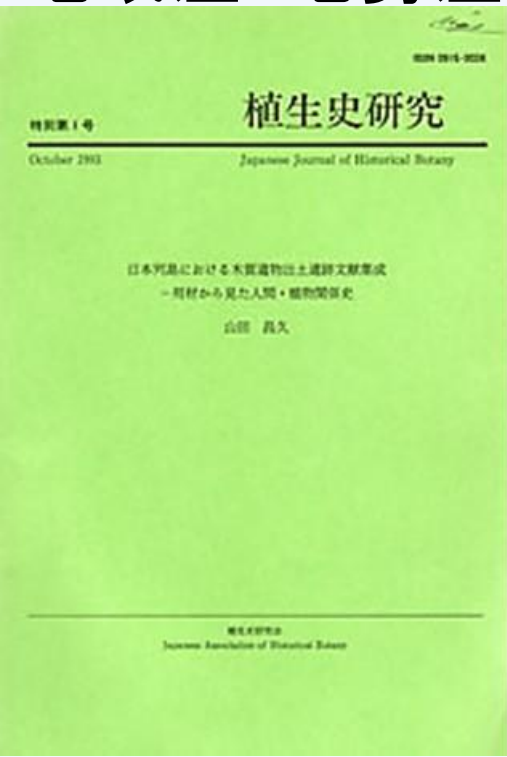 特別第1号
植生史研究
October 1993
Japanese Journal of Historical Botany
日本列島における木質遺物出土遺跡文献集成
－用材から見た人間・植物関係史
山田 昌久
植生史研究会
Japanese Association of Historical Botany